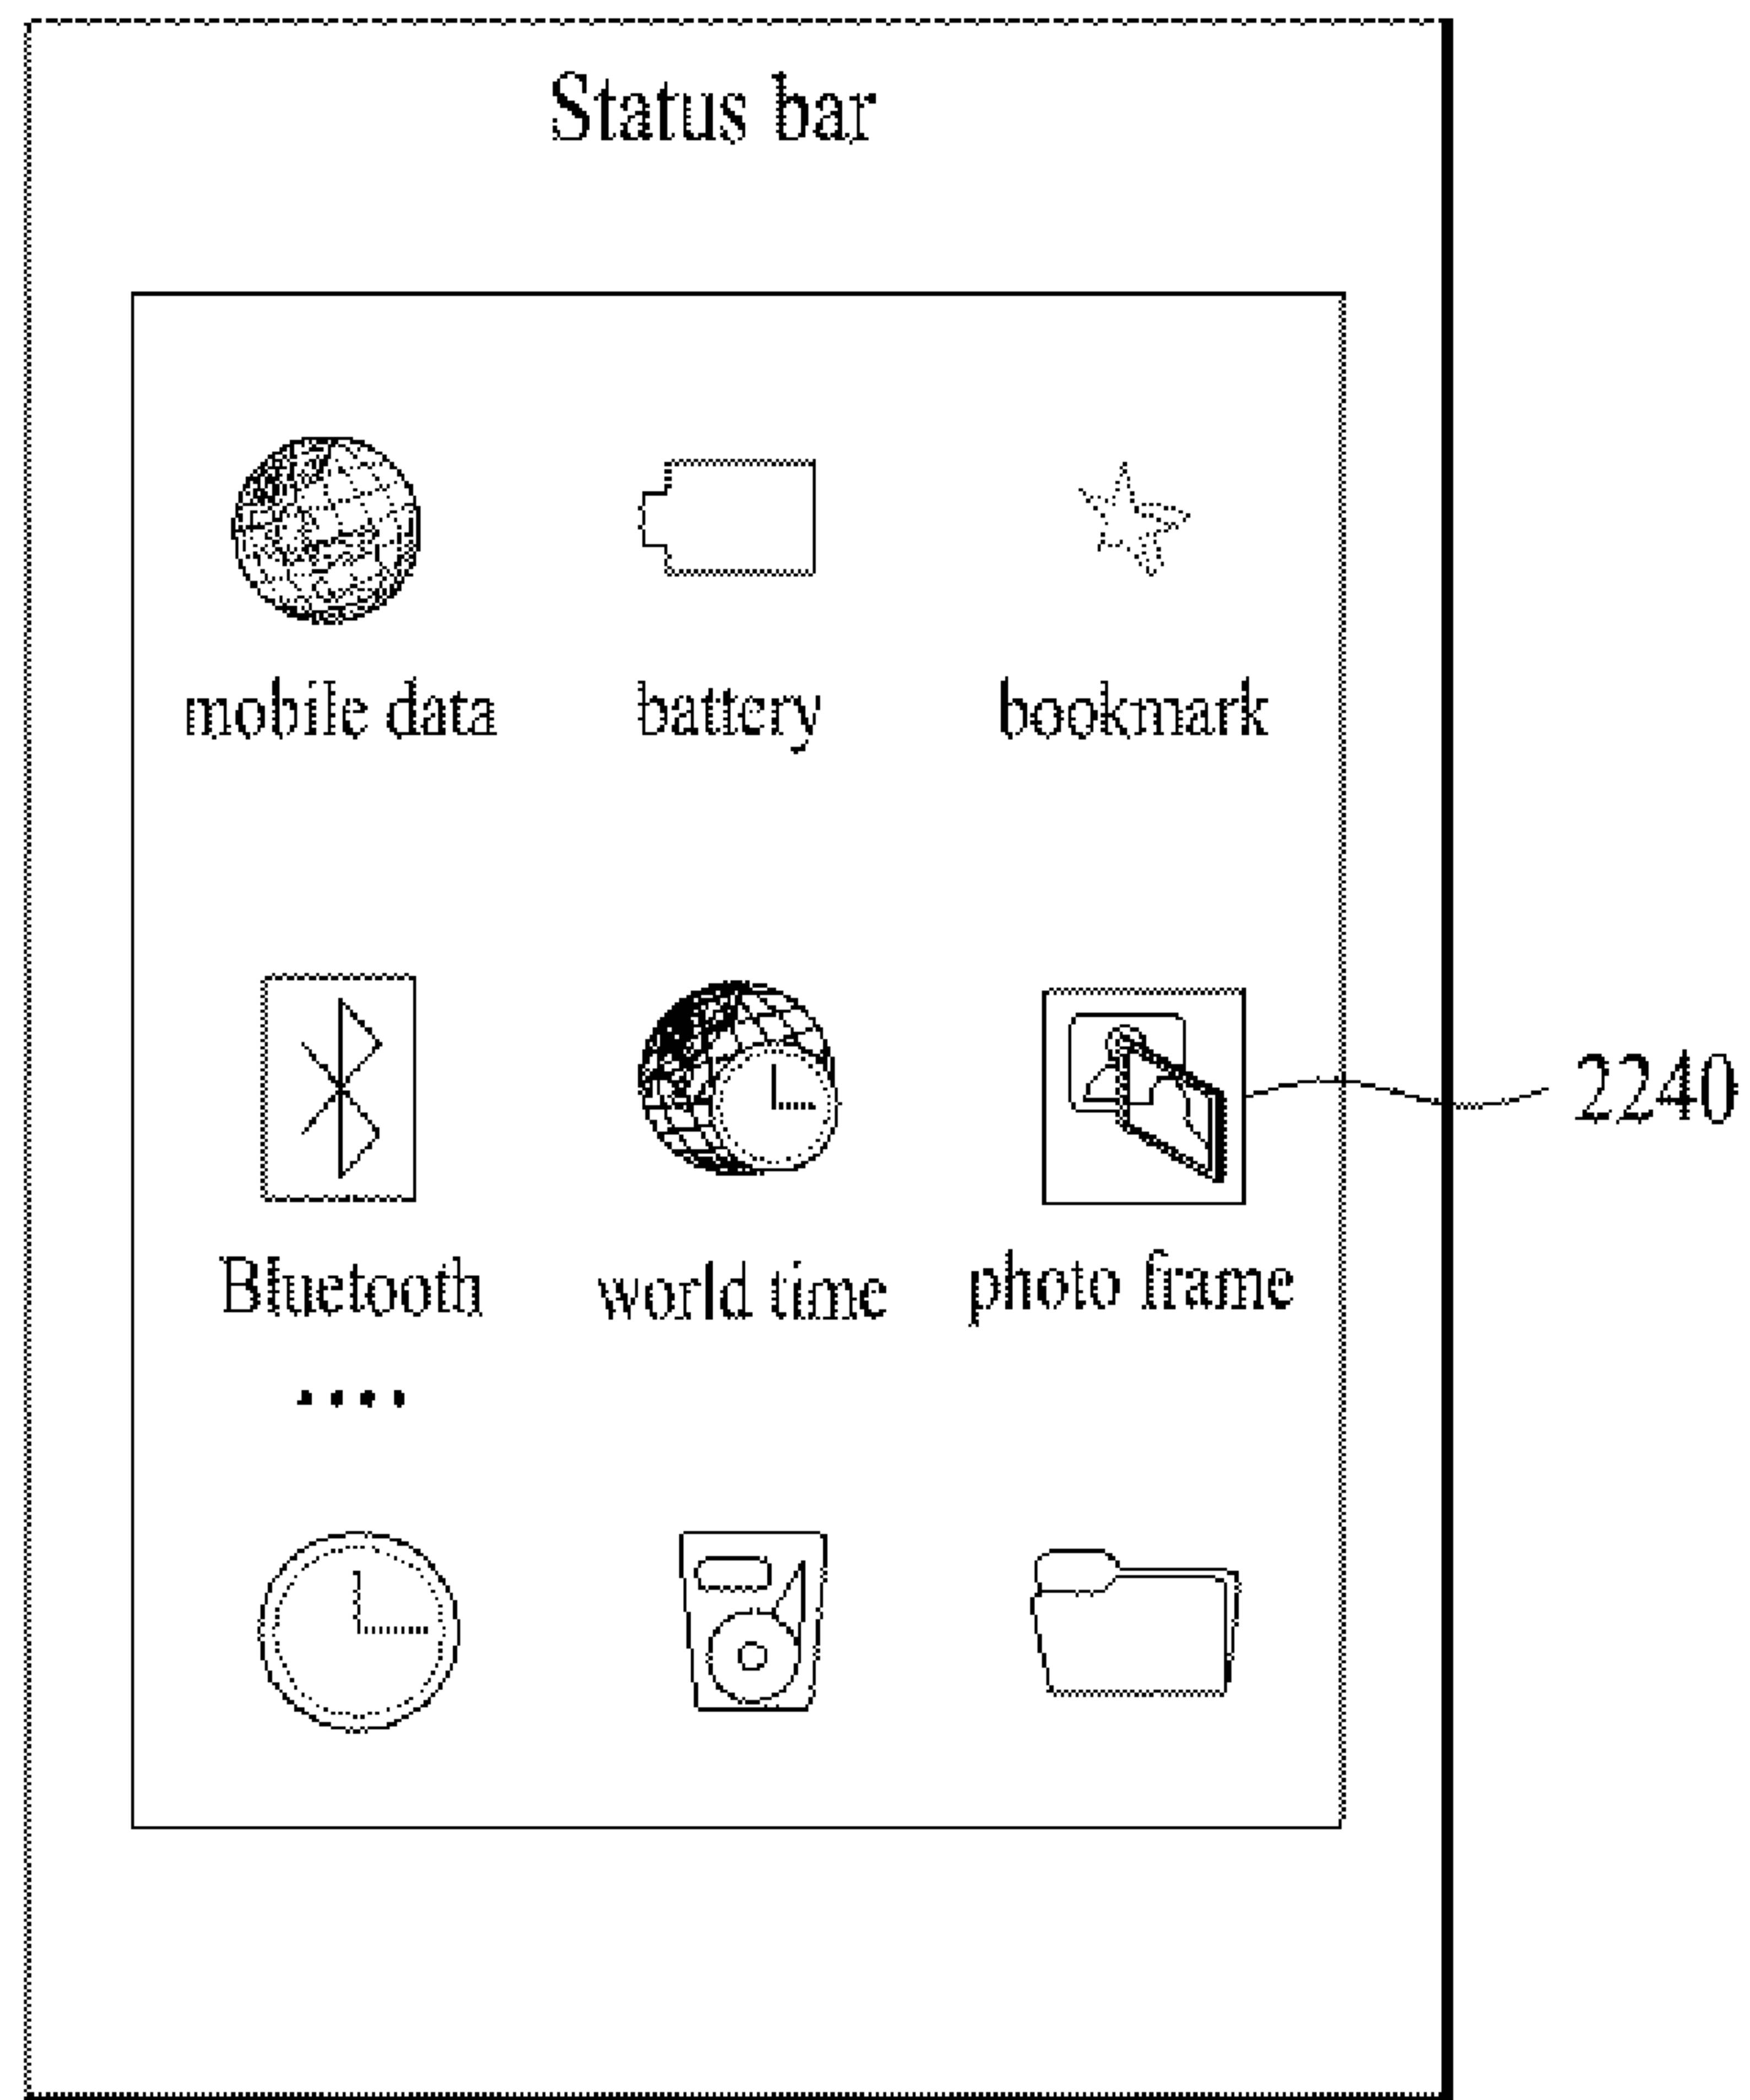 Status bar
mobile data battery bookmark
2240
Bluetooth world time photo frame
....